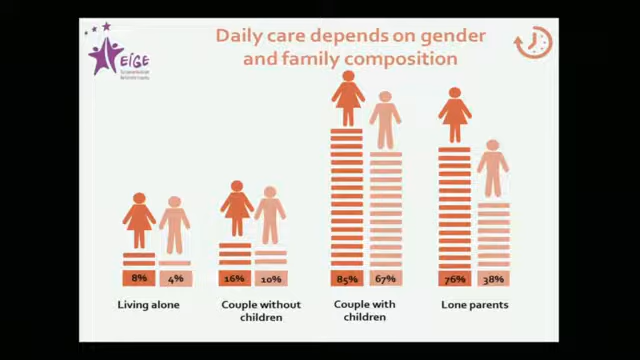 Daily care depends on gender
and family composition
EIGE
8%
4%
16%
10%
85%
67%
76%
38%
Living alone
Couple without
children
Couple with
children
Lone parents